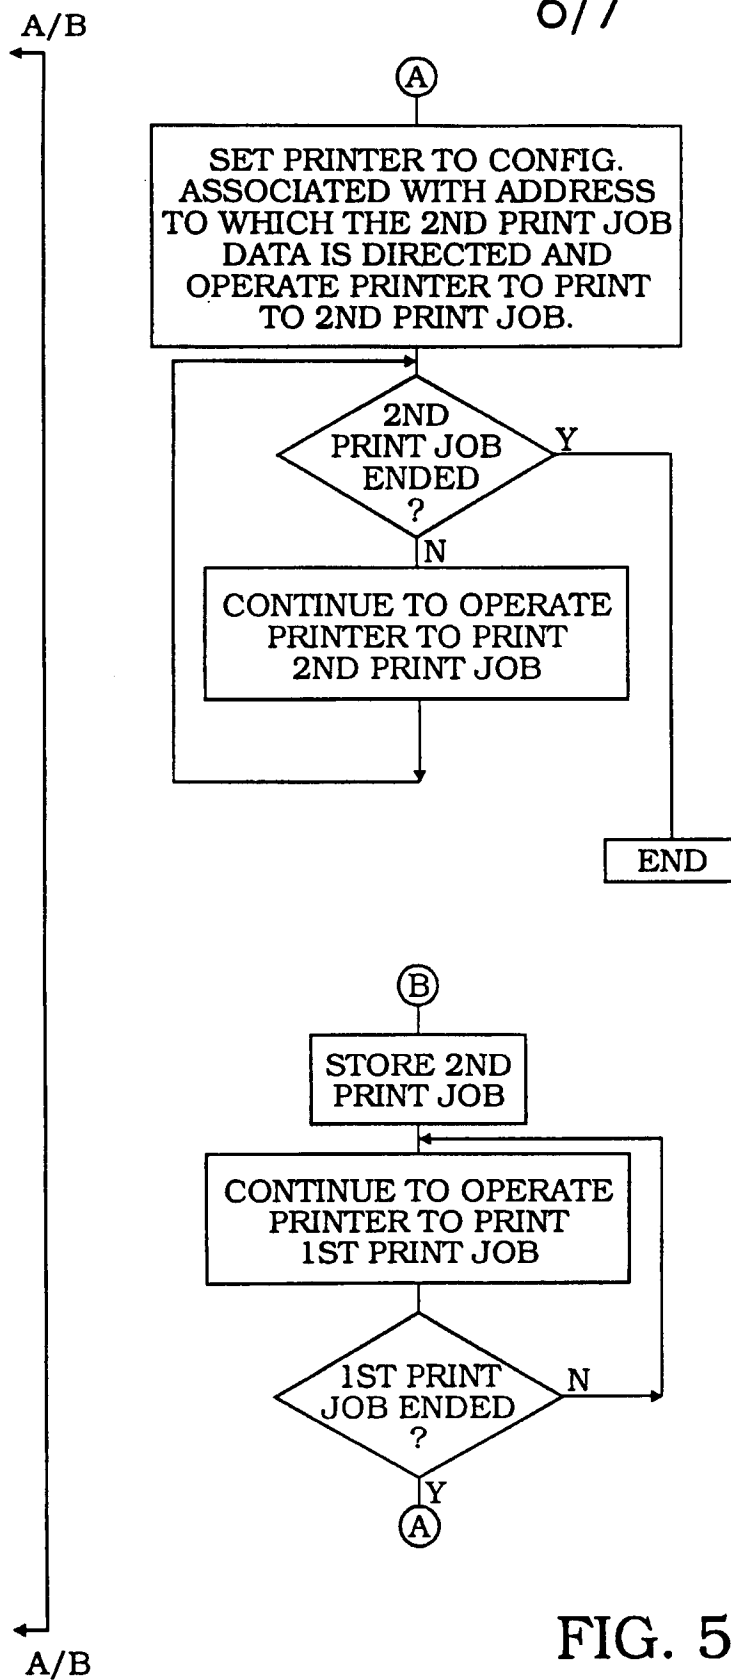 6/7
A/B
A
SET PRINTER TO CONFIG.
ASSOCIATED WITH ADDRESS
TO WHICH THE 2ND PRINT JOB
DATA IS DIRECTED AND
OPERATE PRINTER TO PRINT
TO 2ND PRINT JOB.
2ND
PRINT JOB
ENDED
?
Y
N
CONTINUE TO OPERATE
PRINTER TO PRINT
2ND PRINT JOB
END
B
STORE 2ND
PRINT JOB
CONTINUE TO OPERATE
PRINTER TO PRINT
1ST PRINT JOB
1ST PRINT
JOB ENDED
?
N
Y
A
A/B
FIG. 5